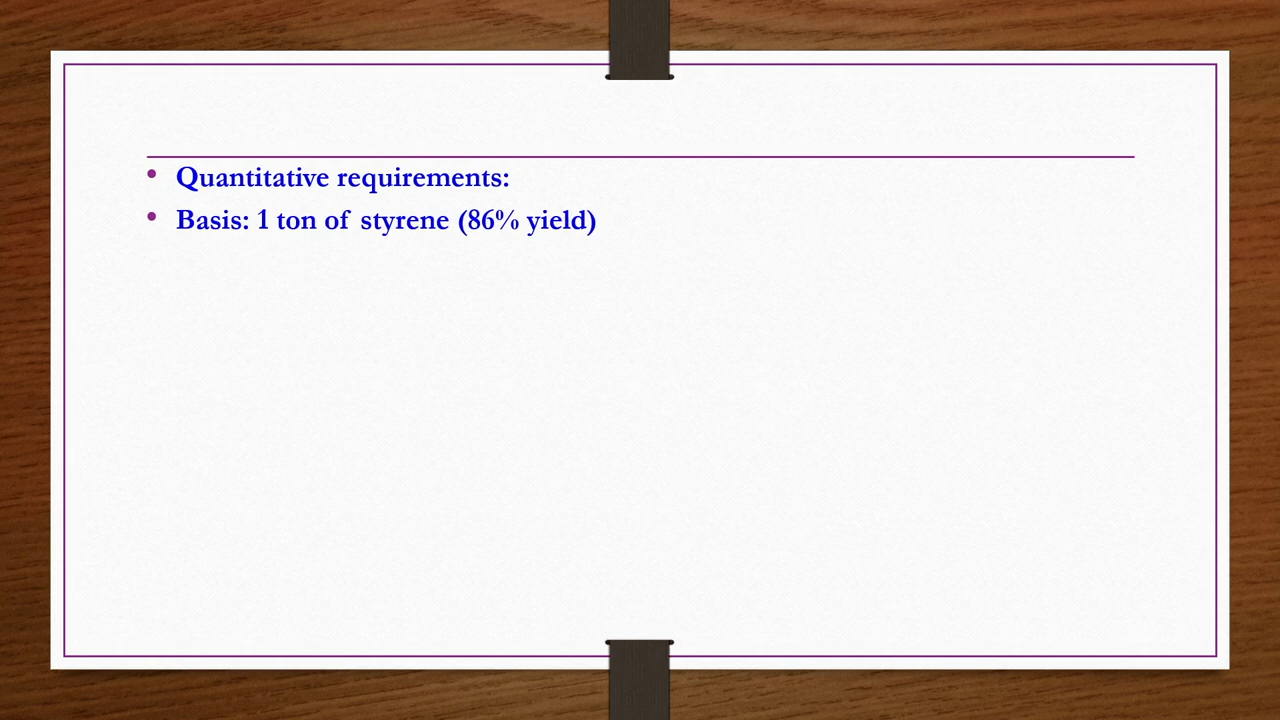 • Quantitative requirements:
• Basis: 1 ton of styrene (86% yield)